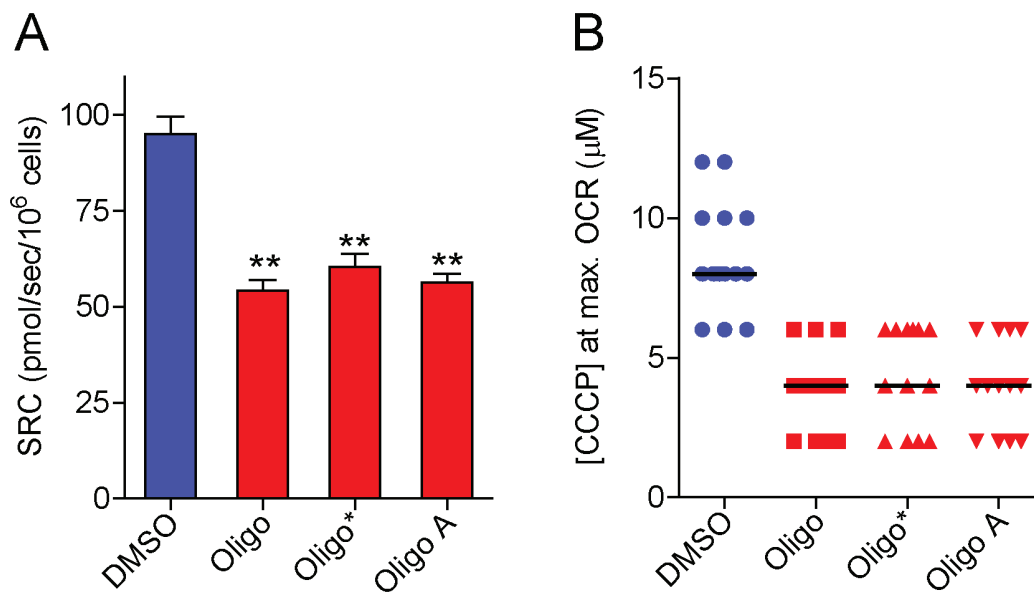 A
SRC (pmol/sec/10⁶ cells)
100
75
50
25
0
**
**
**
DMSO
Oligo
Oligo*
Oligo A
B
[CCCP] at max. OCR (μM)
15
10
5
0
DMSO
Oligo
Oligo*
Oligo A